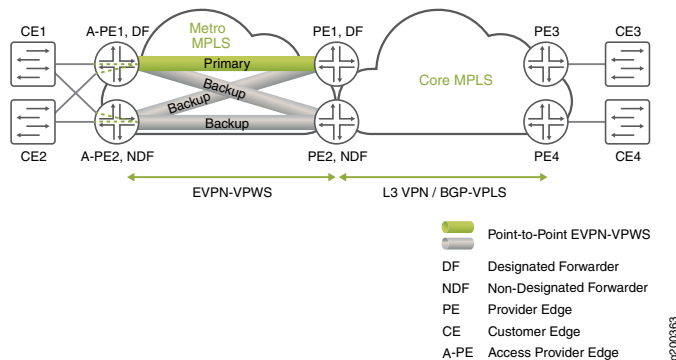 CE1
A-PE1, DF
Metro
MPLS
PE1, DF
PE3
CE3
Primary
Backup
Backup
Backup
Core MPLS
CE2
A-PE2, NDF
PE2, NDF
PE4
CE4
EVPN-VPWS
L3 VPN / BGP-VPLS
Point-to-Point EVPN-VPWS
DF Designated Forwarder
NDF Non-Designated Forwarder
PE Provider Edge
CE Customer Edge
A-PE Access Provider Edge
g200363